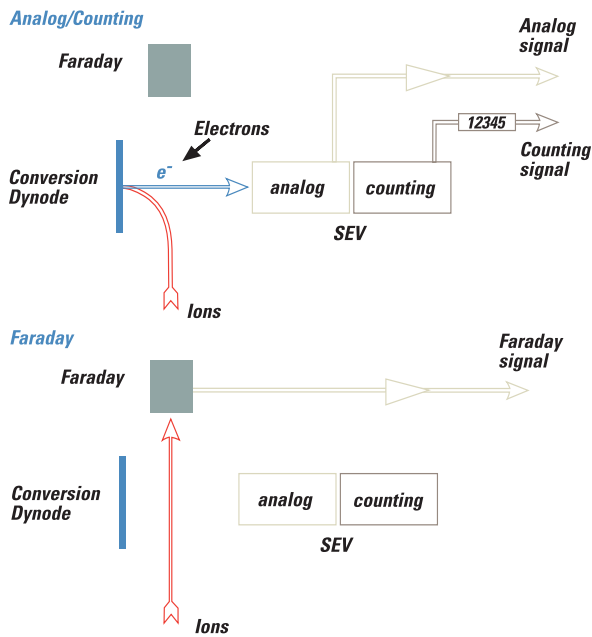 Analog/Counting
Analog
signal
Faraday
Electrons
12345
Counting
signal
e-
Conversion
Dynode
analog
counting
SEV
Ions
Faraday
Faraday
signal
Faraday
Conversion
Dynode
analog
counting
SEV
Ions